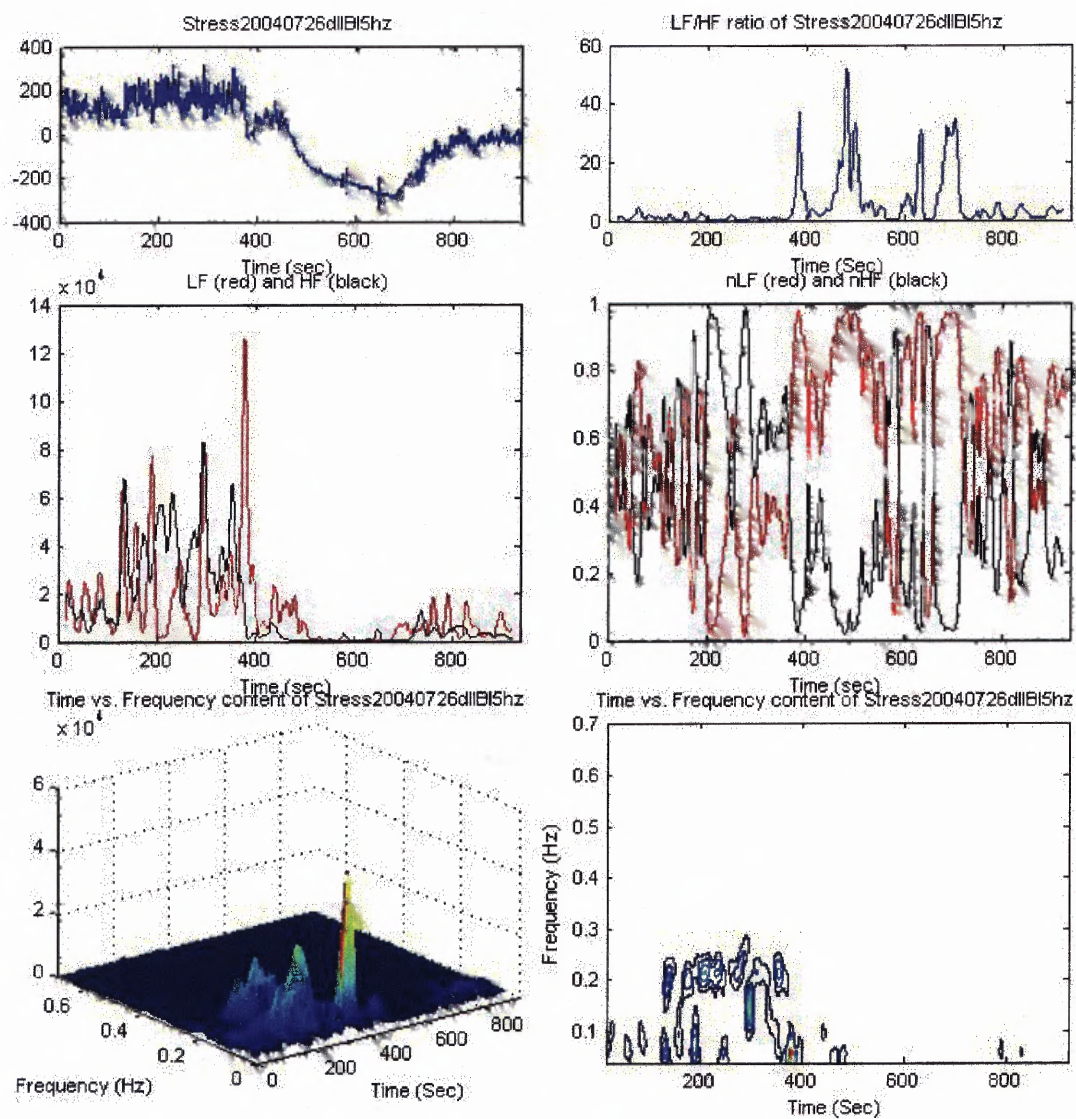 Stress20040726dllBI5hz
400
200
0
-200
-400
0 200 400 600 800
Time (sec)
LF/HF ratio of Stress20040726dllBI5hz
60
40
20
0
0 200 400 600 800
Time (Sec)
LF (red) and HF (black)
14
12
10
8
6
4
2
0
0 200 400 600 800
Time (sec)
nLF (red) and nHF (black)
1
0.8
0.6
0.4
0.2
0
0 200 400 600 800
Time (sec)
Time vs. Frequency content of Stress20040726dllBI5hz
6
4
2
0
0.6 0.4 0.2 0
Frequency (Hz)
0 200 400 600 800
Time (Sec)
Time vs. Frequency content of Stress20040726dllBI5hz
0.7
0.6
0.5
0.4
0.3
0.2
0.1
Frequency (Hz)
200 400 600 800
Time (Sec)